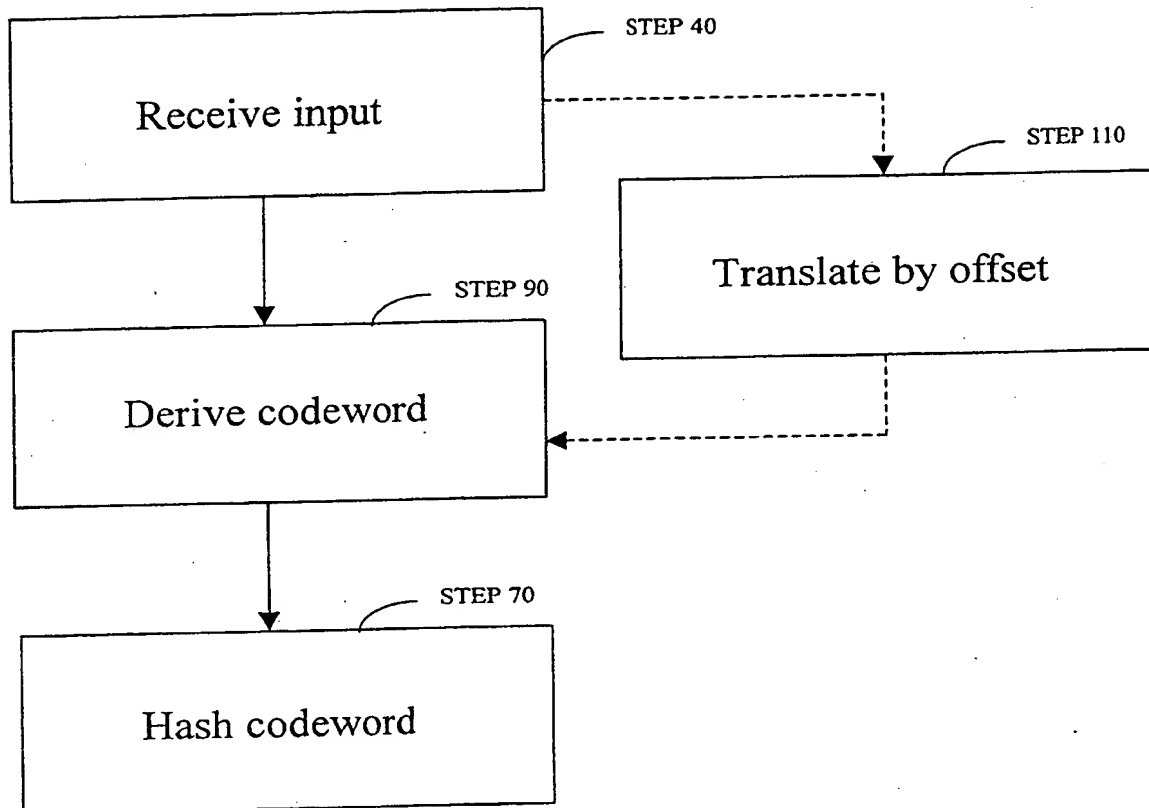 STEP 40
Receive input
STEP 110
Translate by offset
STEP 90
Derive codeword
STEP 70
Hash codeword